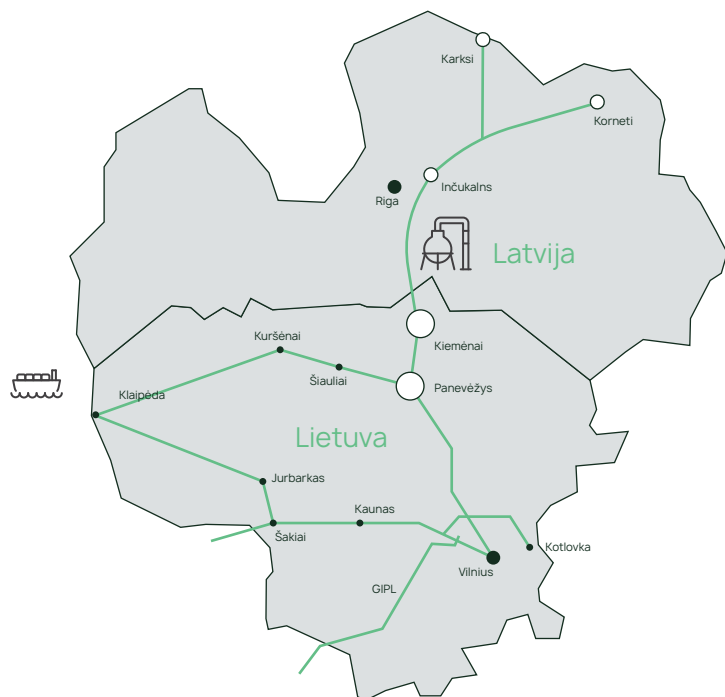 Karksi
Korneti
Inčukalns
Riga
Latvija
Kuršėnai
Kiemėnai
Šiauliai
Panevėžys
Klaipėda
Lietuva
Jurbarkas
Kaunas
Šakiai
Kotlovka
Vilnius
GIPL